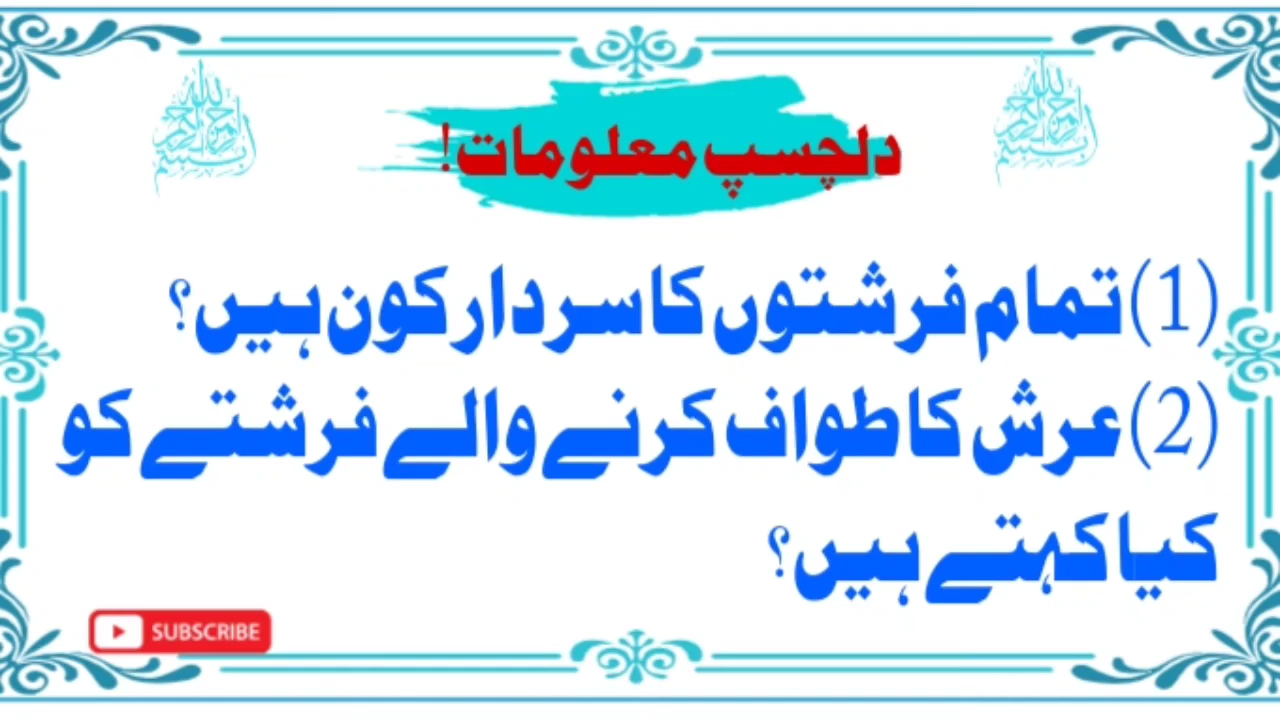 دلچسپ معلومات!
(1) تمام فرشتوں کا سردار کون ہیں؟
(2) عرش کا طواف کرنے والے فرشتے کو
کیا کہتے ہیں؟
SUBSCRIBE